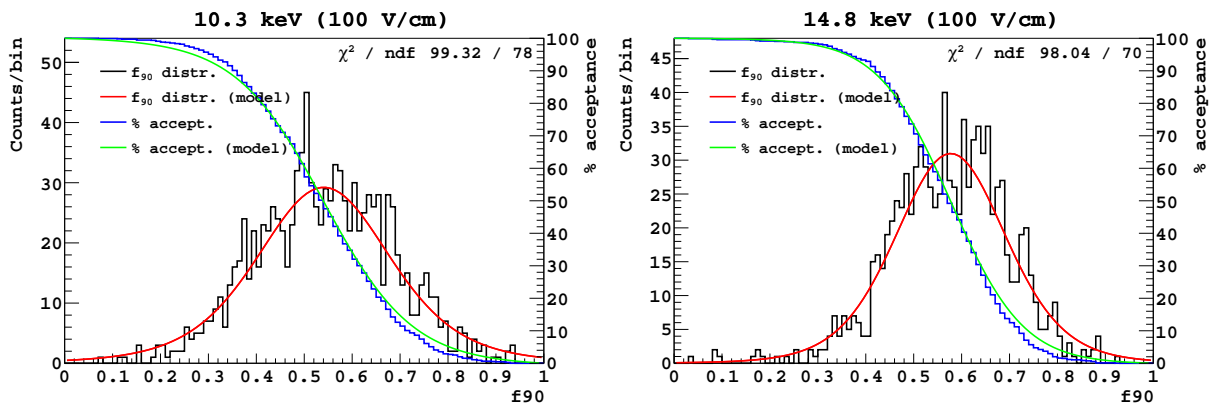 10.3 keV (100 V/cm)
χ² / ndf 99.32 / 78
f₉₀ distr.
f₉₀ distr. (model)
% accept.
% accept. (model)
Counts/bin
% acceptance
50
40
30
20
10
0
100
90
80
70
60
50
40
30
20
10
0
0 0.1 0.2 0.3 0.4 0.5 0.6 0.7 0.8 0.9 1
f90
14.8 keV (100 V/cm)
χ² / ndf 98.04 / 70
f₉₀ distr.
f₉₀ distr. (model)
% accept.
% accept. (model)
Counts/bin
% acceptance
45
40
35
30
25
20
15
10
5
0
100
90
80
70
60
50
40
30
20
10
0
0 0.1 0.2 0.3 0.4 0.5 0.6 0.7 0.8 0.9 1
f90